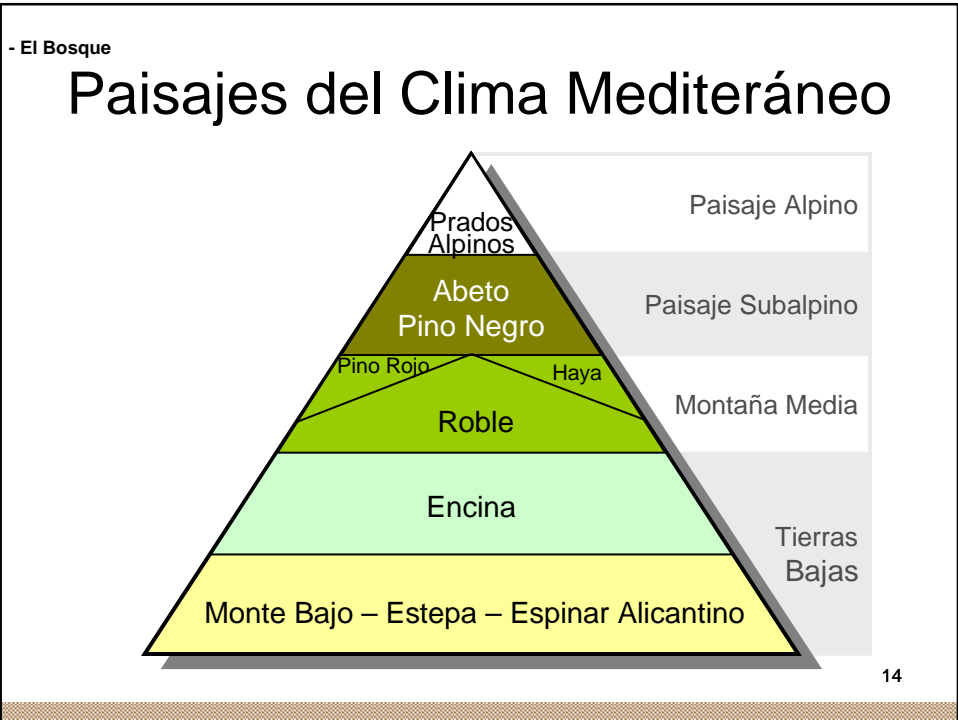 - El Bosque
Paisajes del Clima Mediteráneo
Prados
Alpinos
Paisaje Alpino
Abeto
Pino Negro
Paisaje Subalpino
Pino Rojo
Haya
Roble
Montaña Media
Encina
Tierras
Bajas
Monte Bajo – Estepa – Espinar Alicantino
14